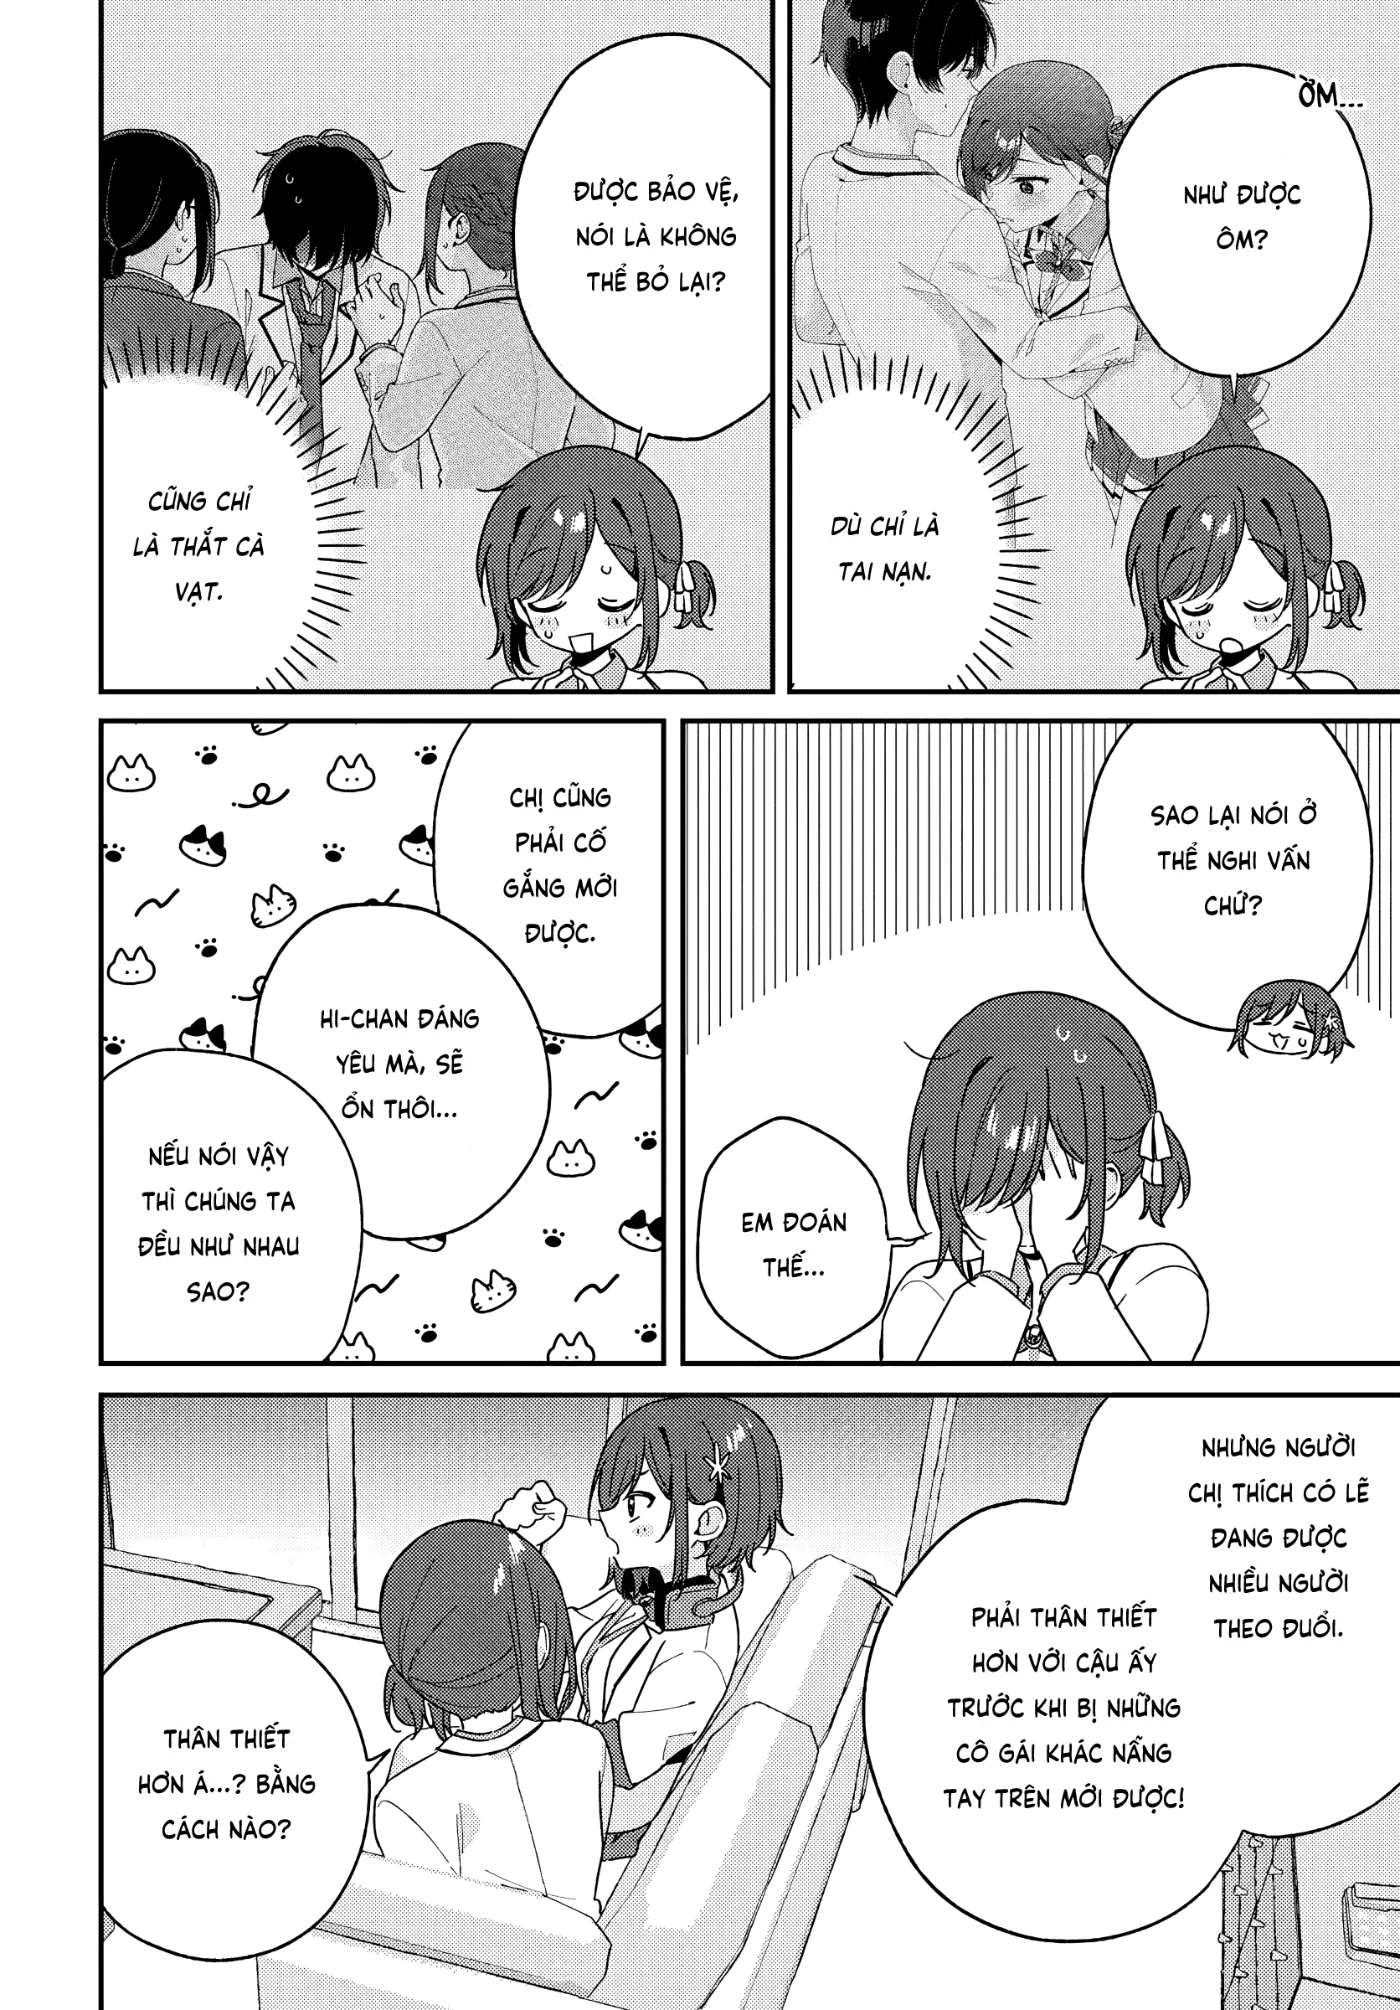 ỜM...
NHƯ ĐƯỢC
ÔM?
DÙ CHỈ LÀ
TAI NẠN.
ĐƯỢC BẢO VỆ,
NÓI LÀ KHÔNG
THỂ BỎ LẠI?
CŨNG CHỈ
LÀ THẮT CÀ
VẠT.
SAO LẠI NÓI Ở
THỂ NGHI VẤN
CHỨ?
EM ĐOÁN
THẾ...
CHỊ CŨNG
PHẢI CỐ
GẮNG MỚI
ĐƯỢC.
HI-CHAN ĐÁNG
YÊU MÀ, SẼ
ỔN THÔI...
NẾU NÓI VẬY
THÌ CHÚNG TA
ĐỀU NHƯ NHAU
SAO?
NHƯNG NGƯỜI
CHỊ THÍCH CÓ LẼ
ĐANG ĐƯỢC
NHIỀU NGƯỜI
THEO ĐUỔI.
PHẢI THÂN THIẾT
HƠN VỚI CẬU ẤY
TRƯỚC KHI BỊ NHỮNG
CÔ GÁI KHÁC NẪNG
TAY TRÊN MỚI ĐƯỢC!
THÂN THIẾT
HƠN Á...? BẰNG
CÁCH NÀO?